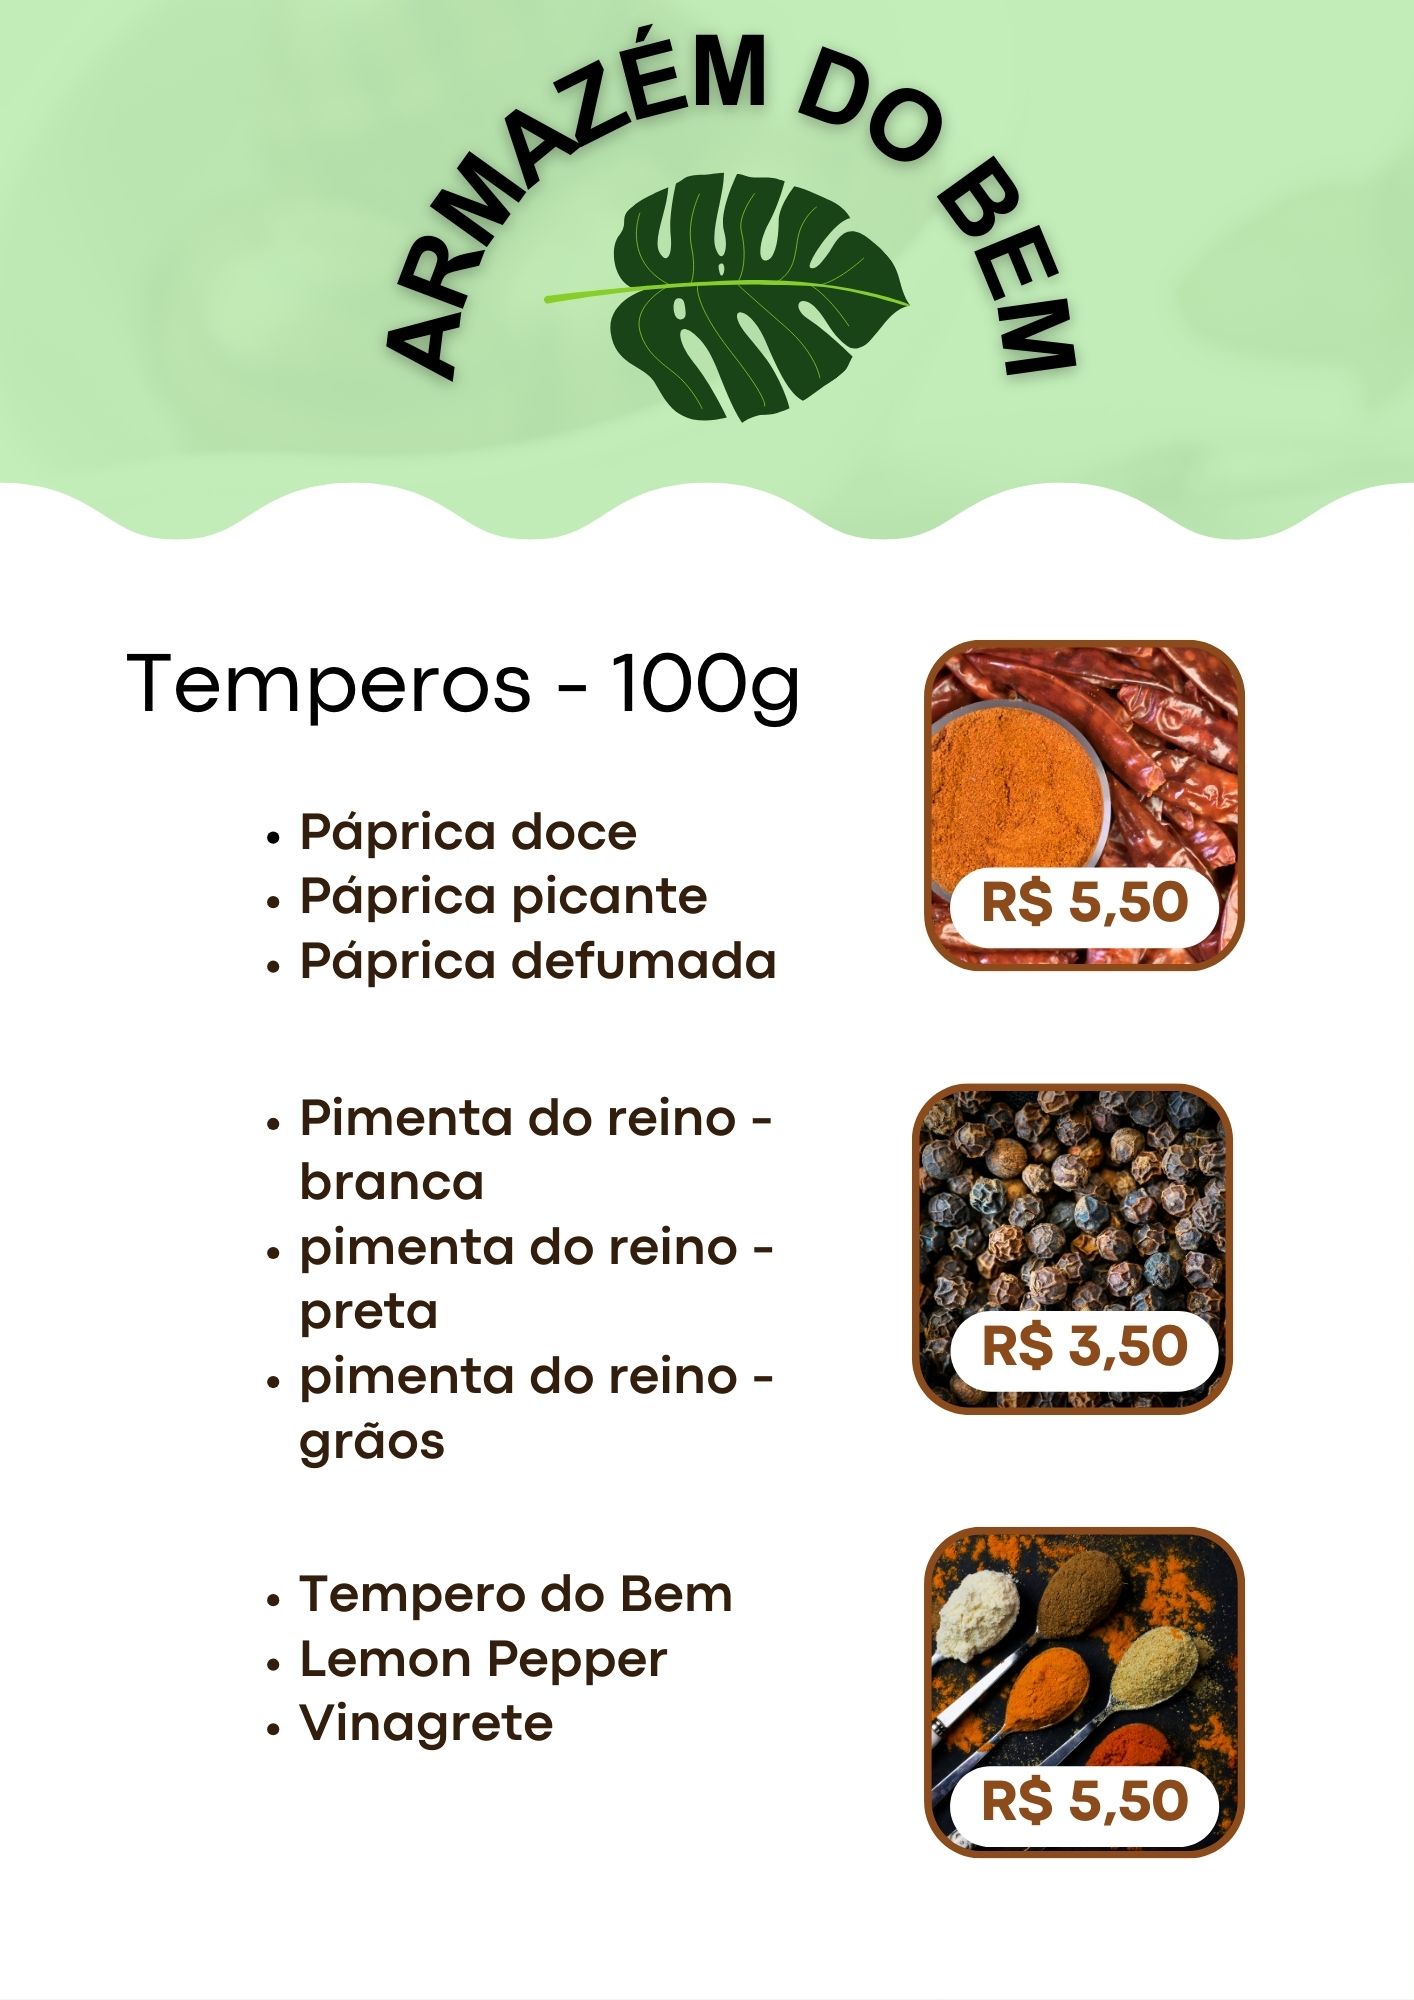 ARMAZÉM DO BEM
Temperos - 100g
• Páprica doce
• Páprica picante
• Páprica defumada
R$ 5,50
• Pimenta do reino -
branca
• pimenta do reino -
preta
• pimenta do reino -
grãos
R$ 3,50
• Tempero do Bem
• Lemon Pepper
• Vinagrete
R$ 5,50